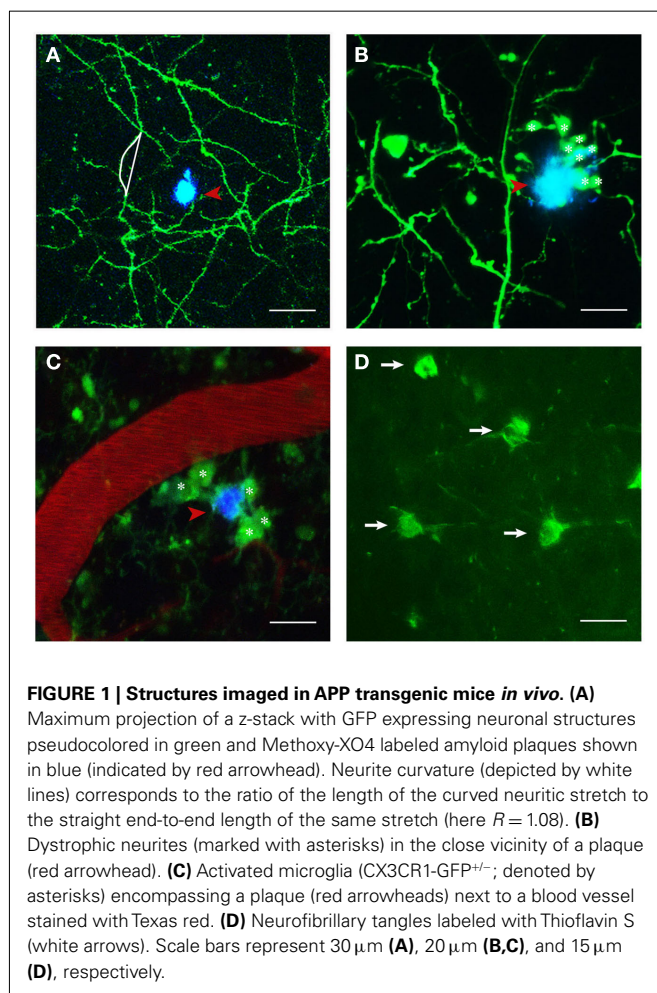 A
B
* * * * * * *
C
D
* * * * *
FIGURE 1 | Structures imaged in APP transgenic mice in vivo. (A)
Maximum projection of a z-stack with GFP expressing neuronal structures
pseudocolored in green and Methoxy-XO4 labeled amyloid plaques shown
in blue (indicated by red arrowhead). Neurite curvature (depicted by white
lines) corresponds to the ratio of the length of the curved neuritic stretch to
the straight end-to-end length of the same stretch (here R = 1.08). (B)
Dystrophic neurites (marked with asterisks) in the close vicinity of a plaque
(red arrowhead). (C) Activated microglia (CX3CR1-GFP+/−; denoted by
asterisks) encompassing a plaque (red arrowheads) next to a blood vessel
stained with Texas red. (D) Neurofibrillary tangles labeled with Thioflavin S
(white arrows). Scale bars represent 30 μm (A), 20 μm (B,C), and 15 μm
(D), respectively.